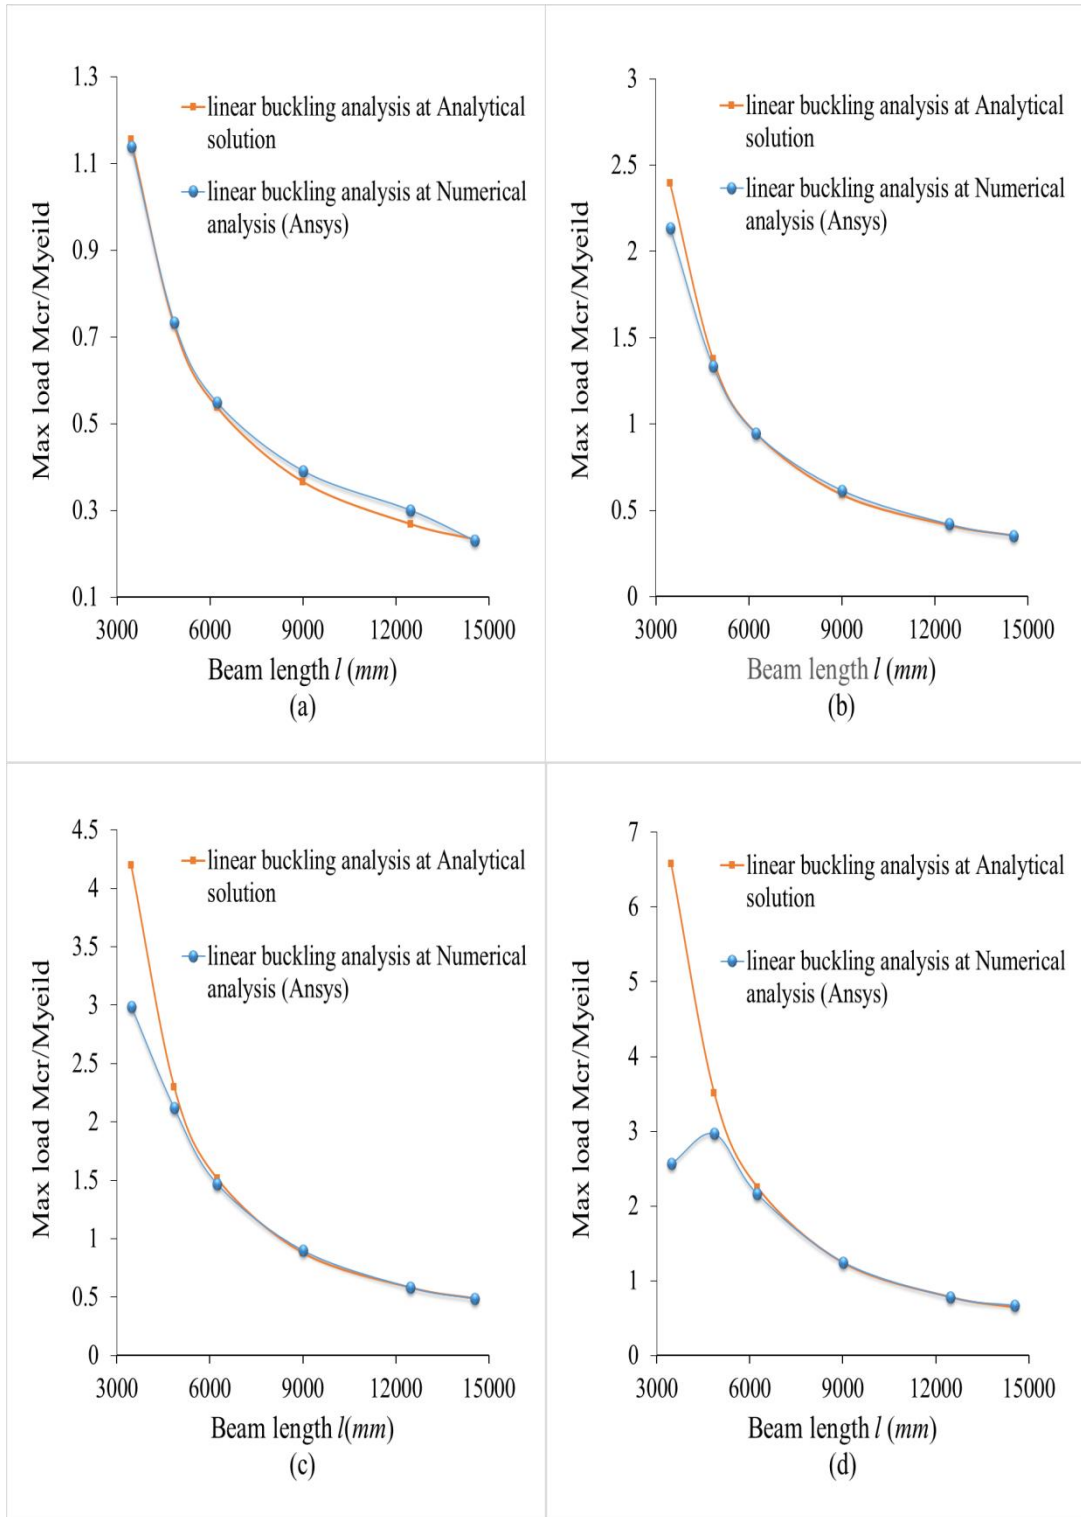 1.3
1.1
0.9
0.7
0.5
0.3
0.1
3000 6000 9000 12000 15000
Max load Mcr/Myeild
linear buckling analysis at Analytical
solution
linear buckling analysis at Numerical
analysis (Ansys)
Beam length l (mm)
(a)
3
2.5
2
1.5
1
0.5
0
3000 6000 9000 12000 15000
Max load Mcr/Myeild
linear buckling analysis at Analytical
solution
linear buckling analysis at Numerical
analysis (Ansys)
Beam length l (mm)
(b)
4.5
4
3.5
3
2.5
2
1.5
1
0.5
0
3000 6000 9000 12000 15000
Max load Mcr/Myeild
linear buckling analysis at Analytical
solution
linear buckling analysis at Numerical
analysis (Ansys)
Beam length l(mm)
(c)
7
6
5
4
3
2
1
0
3000 6000 9000 12000 15000
Max load Mcr/Myeild
linear buckling analysis at Analytical
solution
linear buckling analysis at Numerical
analysis (Ansys)
Beam length l (mm)
(d)